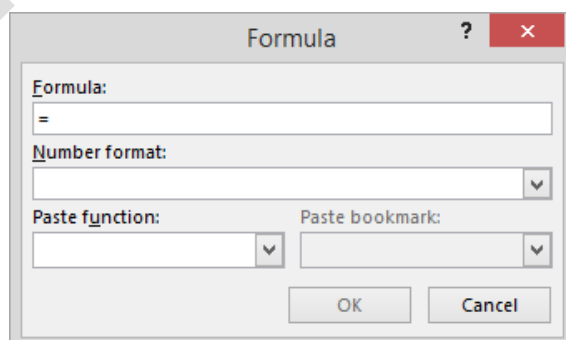 Formula ? ×
Formula:
=
Number format:
Paste function: Paste bookmark:
OK Cancel